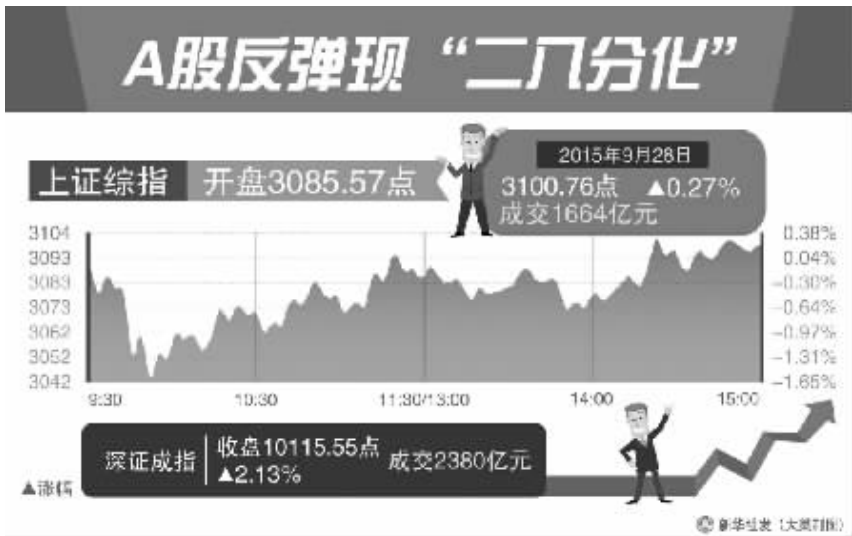 A股反弹现“二八分化”
上证综指 开盘3085.57点
2015年9月28日
3100.76点 ▲0.27%
成交1664亿元
3104 0.38%
3093 0.04%
3083 -0.30%
3073 -0.64%
3062 -0.97%
3052 -1.31%
3042 -1.65%
9:30 10:30 11:30/13:00 14:00 15:00
深证成指 收盘10115.55点 成交2380亿元
▲2.13%
▲涨幅
新华社发（大巢制图）